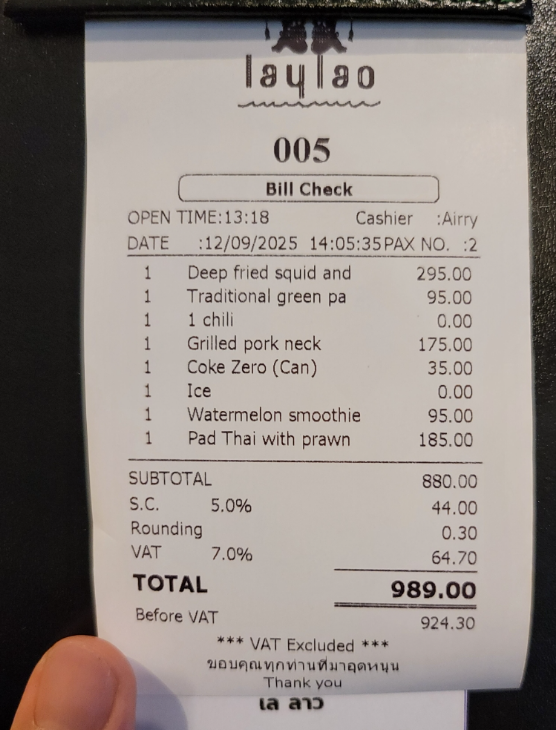 laylao
005
Bill Check
OPEN TIME:13:18 Cashier :Airry
DATE :12/09/2025 14:05:35 PAX NO. :2
1 Deep fried squid and 295.00
1 Traditional green pa 95.00
1 1 chili 0.00
1 Grilled pork neck 175.00
1 Coke Zero (Can) 35.00
1 Ice 0.00
1 Watermelon smoothie 95.00
1 Pad Thai with prawn 185.00
SUBTOTAL 880.00
S.C. 5.0% 44.00
Rounding 0.30
VAT 7.0% 64.70
TOTAL 989.00
Before VAT 924.30
*** VAT Excluded ***
ขอบคุณทุกท่านที่มาอุดหนุน
Thank you
เล ลาว